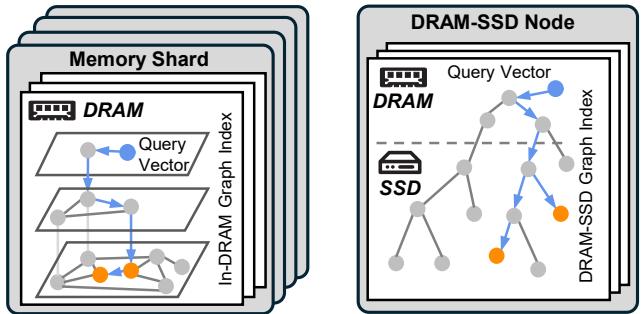 Memory Shard
DRAM
Query
Vector
In-DRAM Graph Index
DRAM-SSD Node
Query Vector
DRAM
SSD
DRAM-SSD Graph Index